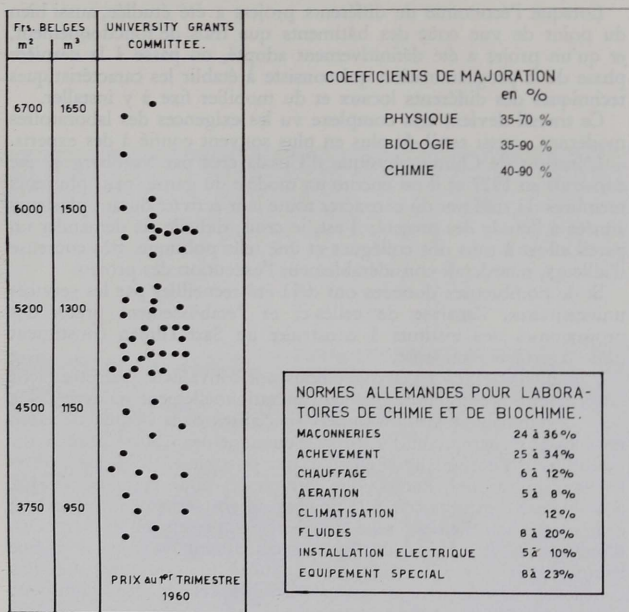 Frs. BELGES
m² m³
UNIVERSITY GRANTS
COMMITTEE.
6700 1650
6000 1500
5200 1300
4500 1150
3750 950
PRIX au 1er TRIMESTRE
1960
COEFFICIENTS DE MAJORATION
en %
PHYSIQUE 35-70 %
BIOLOGIE 35-90 %
CHIMIE 40-90 %
NORMES ALLEMANDES POUR LABORA-
TOIRES DE CHIMIE ET DE BIOCHIMIE.
MAÇONNERIES 24 à 36%
ACHEVEMENT 25 à 34%
CHAUFFAGE 6 à 12%
AERATION 5 à 8%
CLIMATISATION 12%
FLUIDES 8 à 20%
INSTALLATION ELECTRIQUE 5 à 10%
EQUIPEMENT SPECIAL 8 à 23%